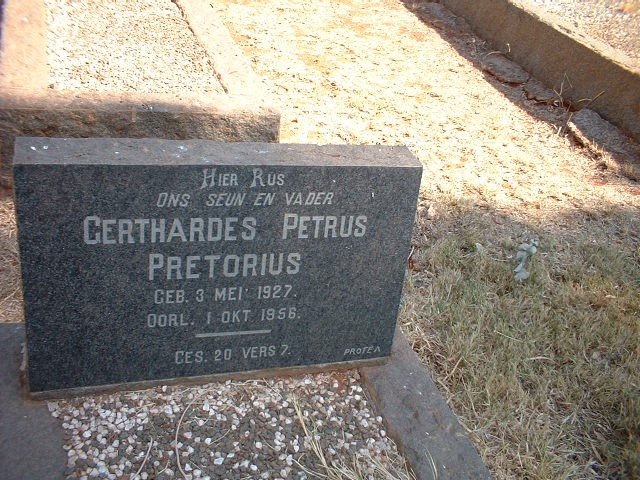 Hier Rus
Ons seun en vader
Gerthardes Petrus
Pretorius
Geb. 3 Mei 1927.
Oorl. 1 Okt 1956.
Ges. 20 vers 7.
Protea